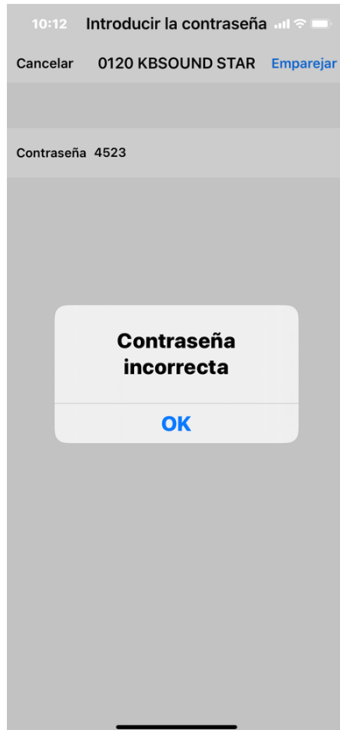 10:12 Introducir la contraseña
Cancelar 0120 KBSOUND STAR Emparejar
Contraseña 4523
Contraseña
incorrecta
OK